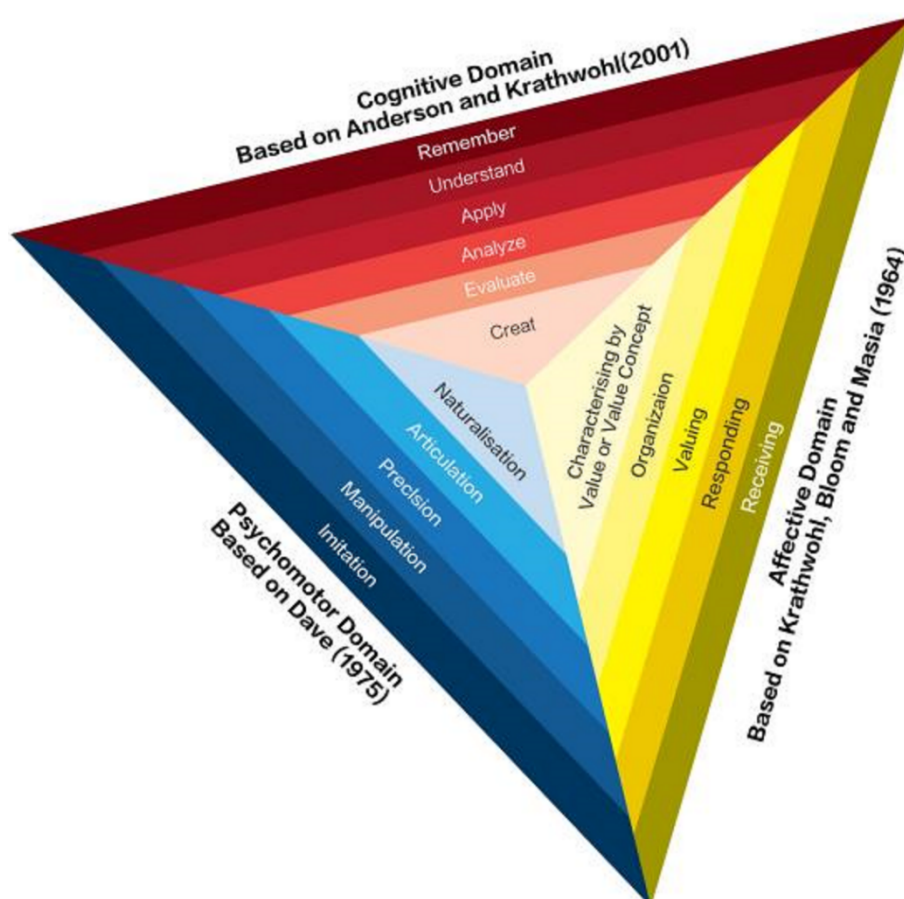 Cognitive Domain
Based on Anderson and Krathwohl(2001)
Remember
Understand
Apply
Analyze
Evaluate
Creat
Naturalisation
Articulation
Preclsion
Manipulation
Imitation
Psychomotor Domain
Based on Dave (1975)
Characterising by
Value or Value Concept
Organizaion
Valuing
Responding
Receiving
Affective Domain
Based on Krathwohl, Bloom and Masia (1964)